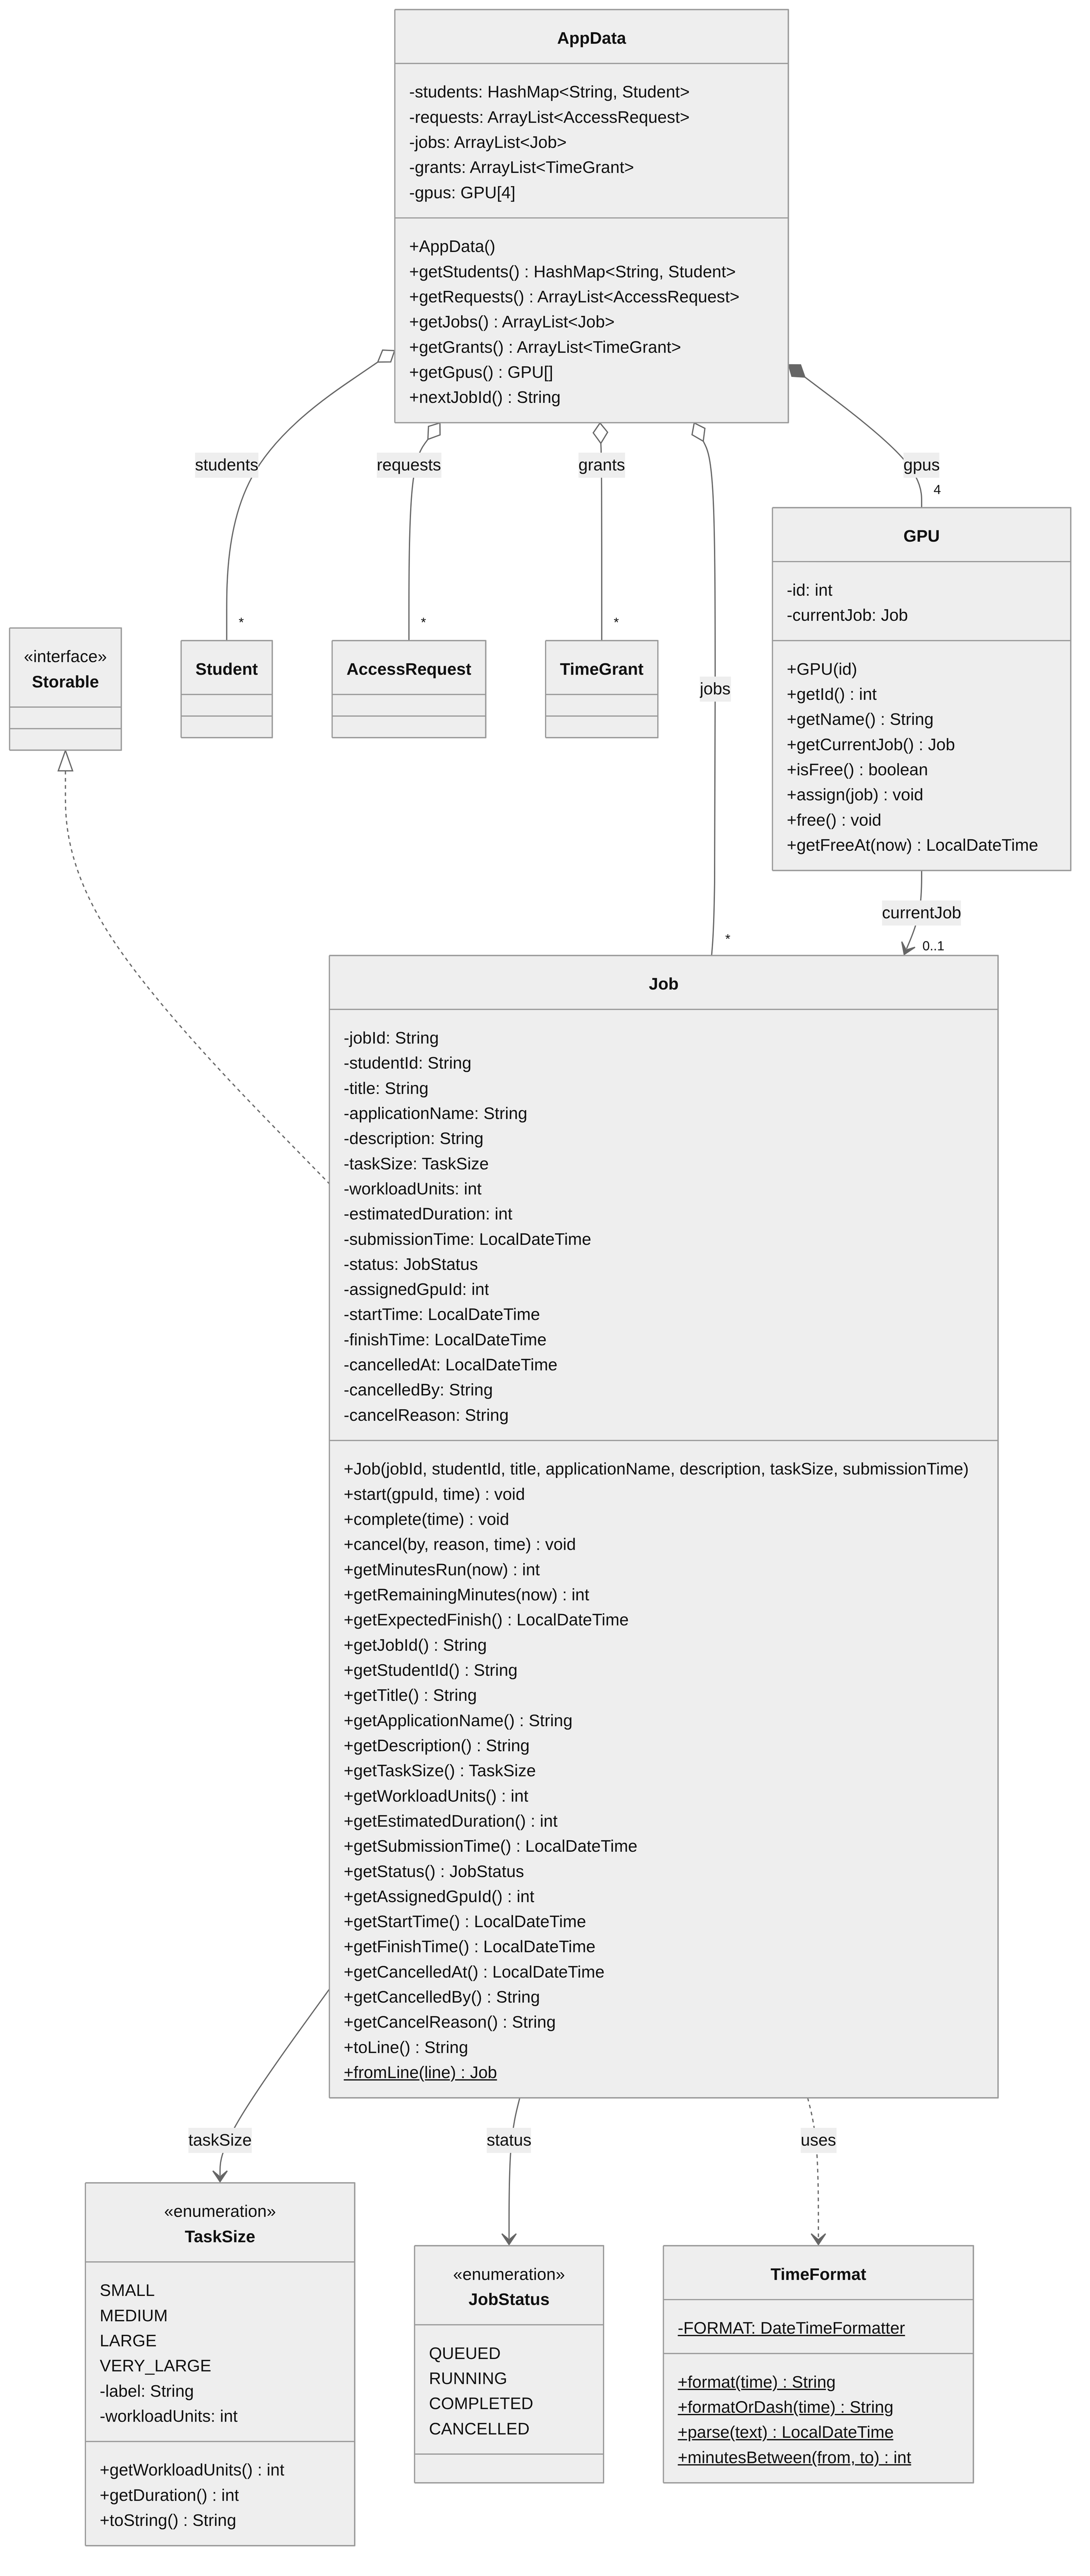 AppData
-students: HashMap<String, Student>
-requests: ArrayList<AccessRequest>
-jobs: ArrayList<Job>
-grants: ArrayList<TimeGrant>
-gpus: GPU[4]
+AppData()
+getStudents() : HashMap<String, Student>
+getRequests() : ArrayList<AccessRequest>
+getJobs() : ArrayList<Job>
+getGrants() : ArrayList<TimeGrant>
+getGpus() : GPU[]
+nextJobId() : String
students
requests
grants
gpus
4
GPU
-id: int
-currentJob: Job
+GPU(id)
+getId() : int
+getName() : String
+getCurrentJob() : Job
+isFree() : boolean
+assign(job) : void
+free() : void
+getFreeAt(now) : LocalDateTime
*
*
*
«interface»
Storable
Student
AccessRequest
TimeGrant
jobs
currentJob
*
0..1
Job
-jobId: String
-studentId: String
-title: String
-applicationName: String
-description: String
-taskSize: TaskSize
-workloadUnits: int
-estimatedDuration: int
-submissionTime: LocalDateTime
-status: JobStatus
-assignedGpuId: int
-startTime: LocalDateTime
-finishTime: LocalDateTime
-cancelledAt: LocalDateTime
-cancelledBy: String
-cancelReason: String
+Job(jobId, studentId, title, applicationName, description, taskSize, submissionTime)
+start(gpuId, time) : void
+complete(time) : void
+cancel(by, reason, time) : void
+getMinutesRun(now) : int
+getRemainingMinutes(now) : int
+getExpectedFinish() : LocalDateTime
+getJobId() : String
+getStudentId() : String
+getTitle() : String
+getApplicationName() : String
+getDescription() : String
+getTaskSize() : TaskSize
+getWorkloadUnits() : int
+getEstimatedDuration() : int
+getSubmissionTime() : LocalDateTime
+getStatus() : JobStatus
+getAssignedGpuId() : int
+getStartTime() : LocalDateTime
+getFinishTime() : LocalDateTime
+getCancelledAt() : LocalDateTime
+getCancelledBy() : String
+getCancelReason() : String
+toLine() : String
+fromLine(line) : Job
taskSize
status
uses
«enumeration»
TaskSize
SMALL
MEDIUM
LARGE
VERY_LARGE
-label: String
-workloadUnits: int
+getWorkloadUnits() : int
+getDuration() : int
+toString() : String
«enumeration»
JobStatus
QUEUED
RUNNING
COMPLETED
CANCELLED
TimeFormat
-FORMAT: DateTimeFormatter
+format(time) : String
+formatOrDash(time) : String
+parse(text) : LocalDateTime
+minutesBetween(from, to) : int